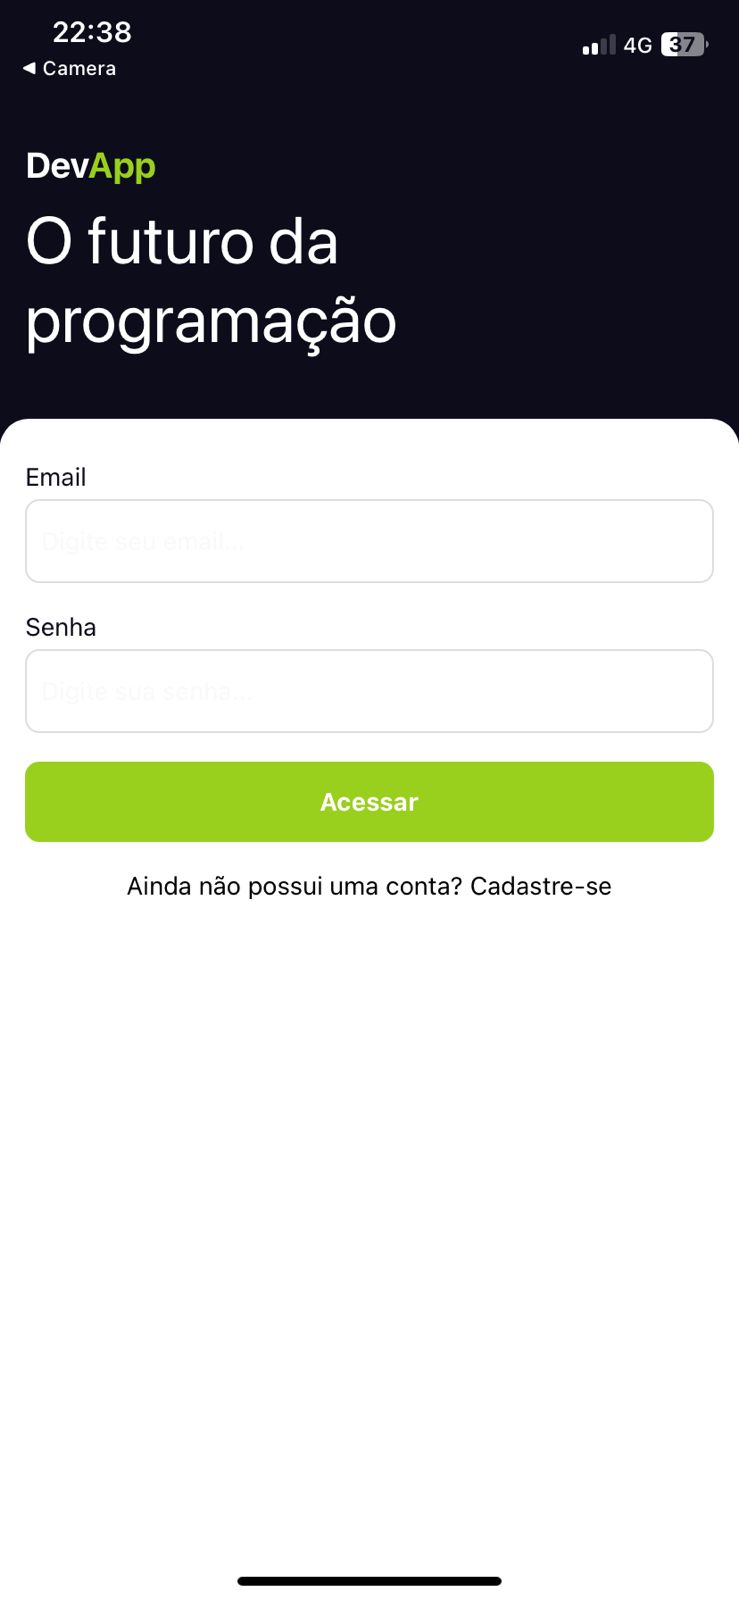 22:38
4G 37
◀ Camera
DevApp
O futuro da
programação
Email
Digite seu email...
Senha
Digite sua senha...
Acessar
Ainda não possui uma conta? Cadastre-se